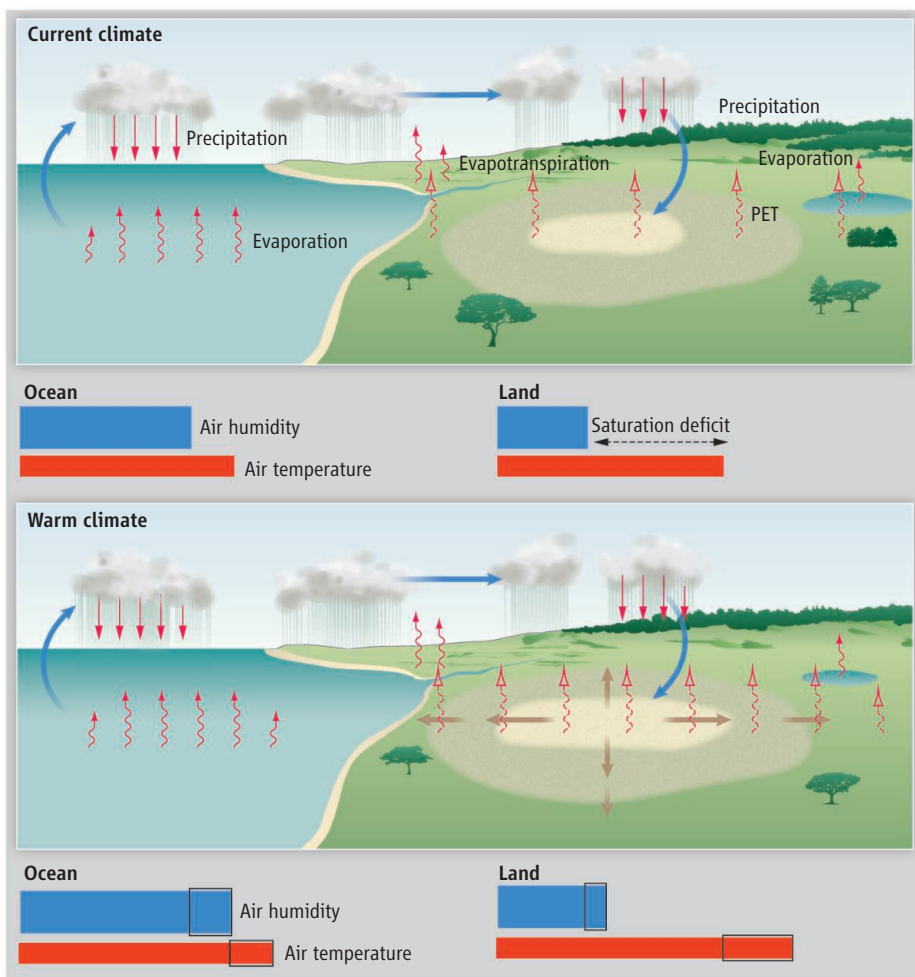 Current climate
Precipitation
Precipitation
Evapotranspiration
Evaporation
Evaporation
PET
Ocean
Land
Air humidity
Saturation deficit
Air temperature
Warm climate
Ocean
Land
Air humidity
Air temperature